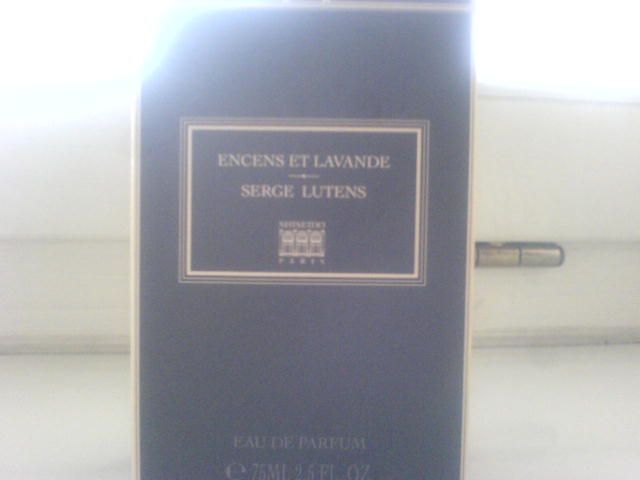 ENCENS ET LAVANDE
SERGE LUTENS
SHISEIDO
PARIS
EAU DE PARFUM
℮ 75ML 2.5 FL. OZ.